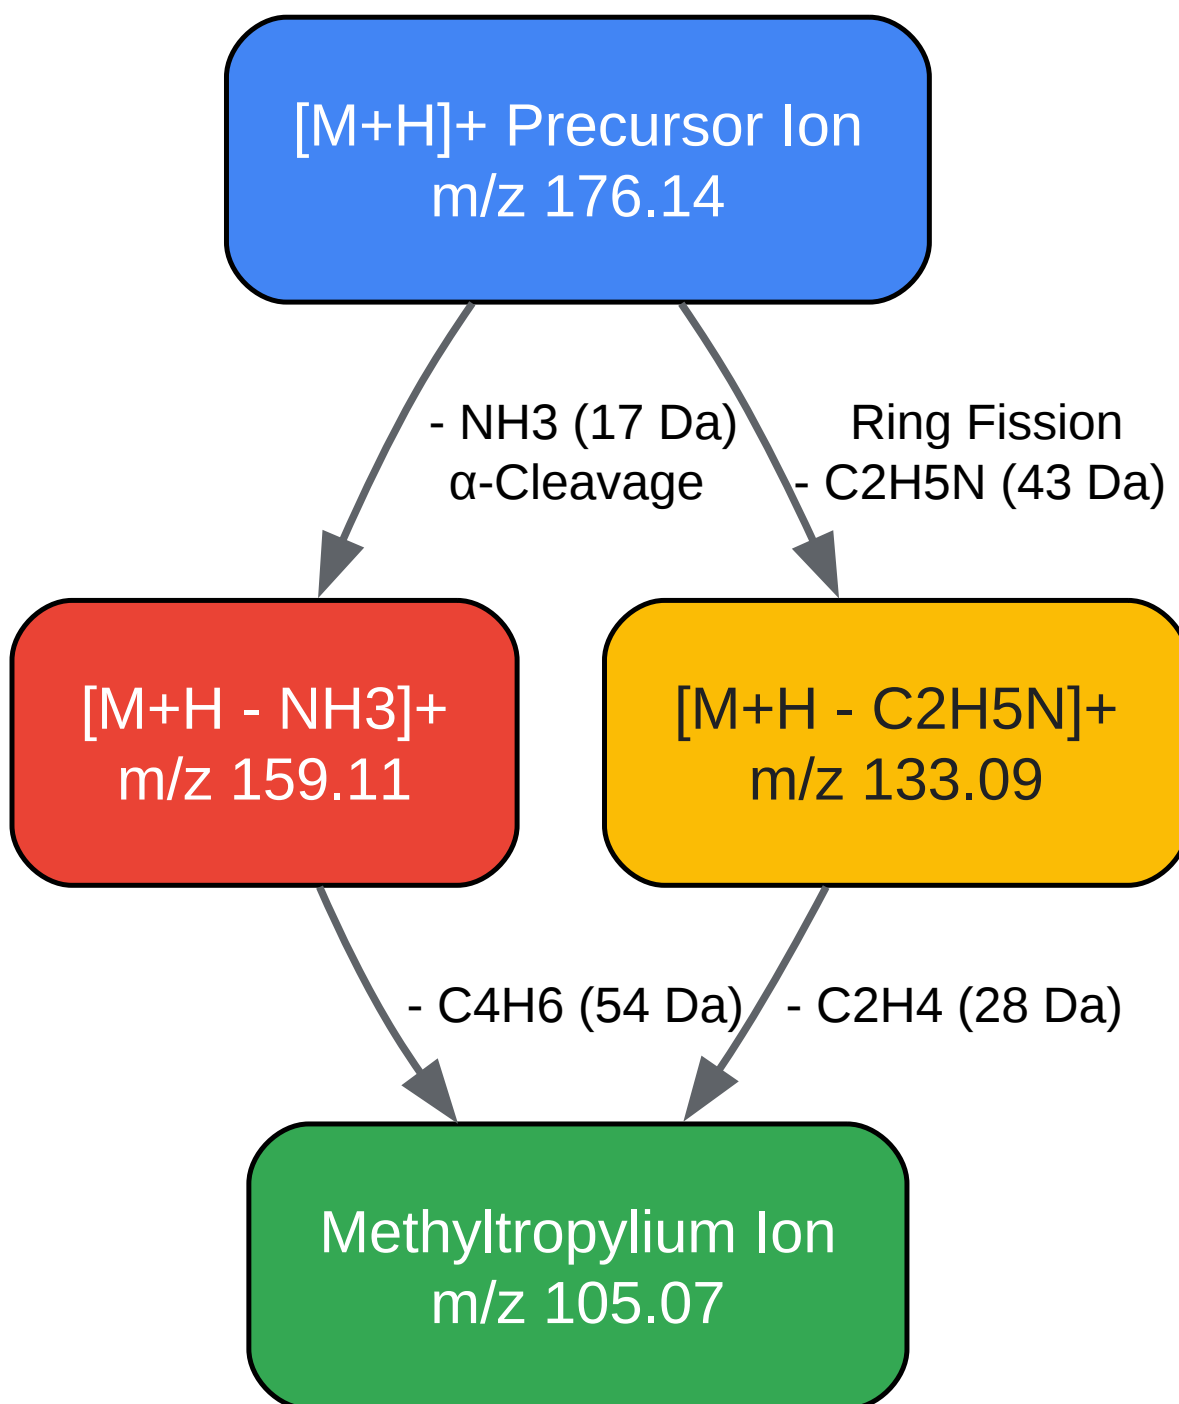 [M+H]+ Precursor Ion
m/z 176.14
- NH3 (17 Da)
α-Cleavage
Ring Fission
- C2H5N (43 Da)
[M+H - NH3]+
m/z 159.11
[M+H - C2H5N]+
m/z 133.09
- C4H6 (54 Da)
- C2H4 (28 Da)
Methyltropylium Ion
m/z 105.07